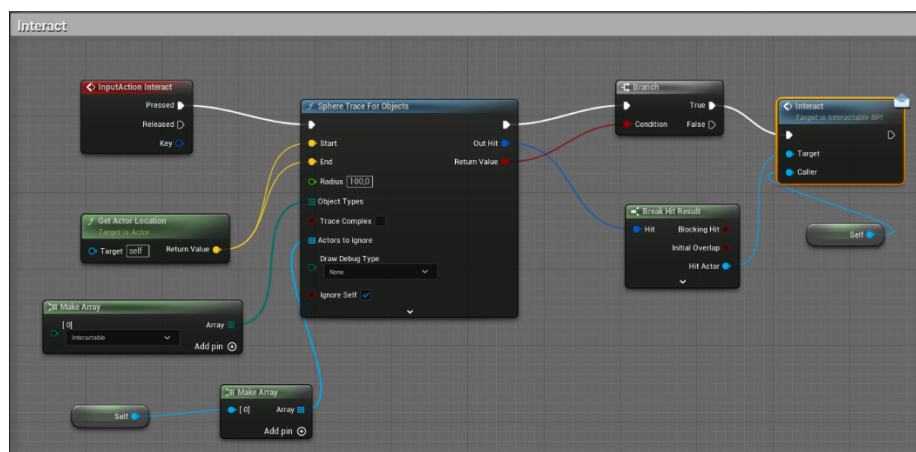 Interact
InputAction Interact
Pressed
Released
Key
f Get Actor Location
Target is Actor
Target self Return Value
Make Array
[0] Array
Interactable
Add pin
Self
Make Array
[0] Array
Add pin
f Sphere Trace For Objects
Start Out Hit
End Return Value
Radius 100,0
Object Types
Trace Complex
Actors to Ignore
Draw Debug Type
None
Ignore Self
Branch
True
Condition False
Break Hit Result
Hit Blocking Hit
Initial Overlap
Hit Actor
Interact
Target is Interactable BPI
Target
Caller
Self